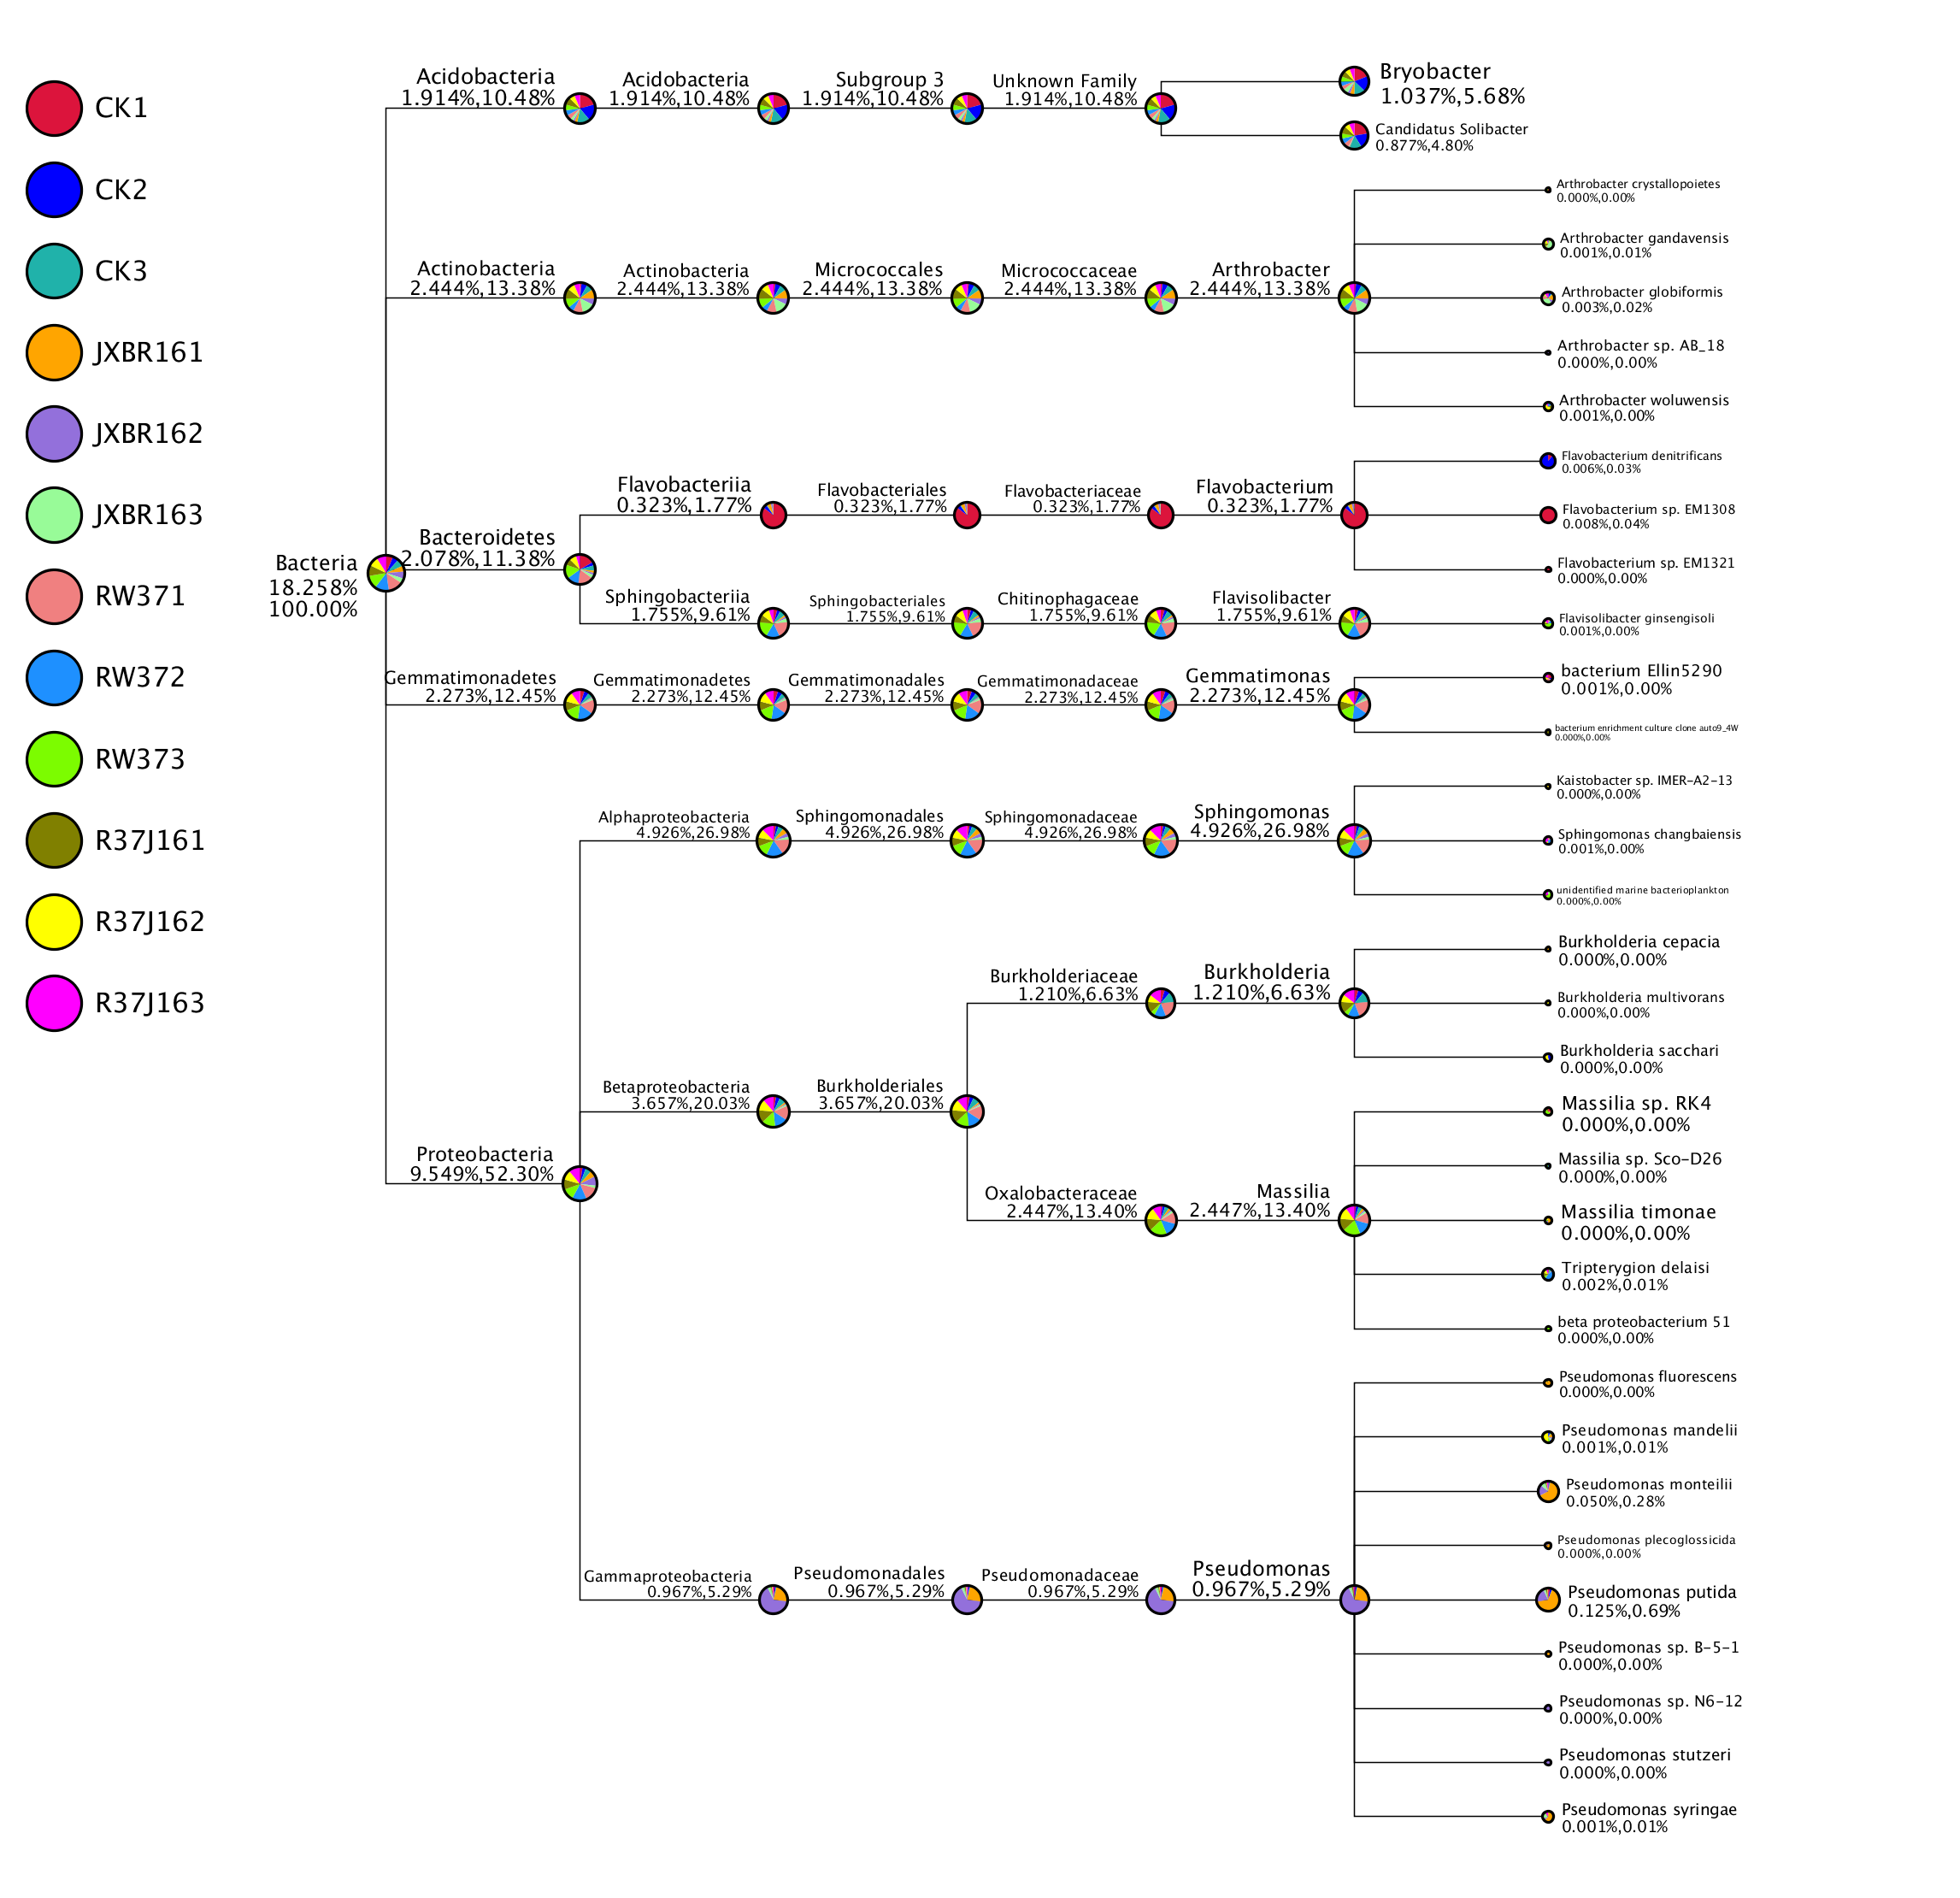 CK1
CK2
CK3
JXBR161
JXBR162
JXBR163
RW371
RW372
RW373
R37J161
R37J162
R37J163
Bacteria
18.258%
100.00%
Acidobacteria
1.914%,10.48%
Acidobacteria
1.914%,10.48%
Subgroup 3
1.914%,10.48%
Unknown Family
1.914%,10.48%
Bryobacter
1.037%,5.68%
Candidatus Solibacter
0.877%,4.80%
Actinobacteria
2.444%,13.38%
Actinobacteria
2.444%,13.38%
Micrococcales
2.444%,13.38%
Micrococcaceae
2.444%,13.38%
Arthrobacter
2.444%,13.38%
Arthrobacter crystallopoietes
0.000%,0.00%
Arthrobacter gandavensis
0.001%,0.01%
Arthrobacter globiformis
0.003%,0.02%
Arthrobacter sp. AB_18
0.000%,0.00%
Arthrobacter woluwensis
0.001%,0.00%
Bacteroidetes
2.078%,11.38%
Flavobacteriia
0.323%,1.77%
Flavobacteriales
0.323%,1.77%
Flavobacteriaceae
0.323%,1.77%
Flavobacterium
0.323%,1.77%
Flavobacterium denitrificans
0.006%,0.03%
Flavobacterium sp. EM1308
0.008%,0.04%
Flavobacterium sp. EM1321
0.000%,0.00%
Sphingobacteriia
1.755%,9.61%
Sphingobacteriales
1.755%,9.61%
Chitinophagaceae
1.755%,9.61%
Flavisolibacter
1.755%,9.61%
Flavisolibacter ginsengisoli
0.001%,0.00%
Gemmatimonadetes
2.273%,12.45%
Gemmatimonadetes
2.273%,12.45%
Gemmatimonadales
2.273%,12.45%
Gemmatimonadaceae
2.273%,12.45%
Gemmatimonas
2.273%,12.45%
bacterium Ellin5290
0.001%,0.00%
bacterium enrichment culture clone auto9_4W
0.000%,0.00%
Proteobacteria
9.549%,52.30%
Alphaproteobacteria
4.926%,26.98%
Sphingomonadales
4.926%,26.98%
Sphingomonadaceae
4.926%,26.98%
Sphingomonas
4.926%,26.98%
Kaistobacter sp. IMER-A2-13
0.000%,0.00%
Sphingomonas changbaiensis
0.001%,0.00%
unidentified marine bacterioplankton
0.000%,0.00%
Betaproteobacteria
3.657%,20.03%
Burkholderiales
3.657%,20.03%
Burkholderiaceae
1.210%,6.63%
Burkholderia
1.210%,6.63%
Burkholderia cepacia
0.000%,0.00%
Burkholderia multivorans
0.000%,0.00%
Burkholderia sacchari
0.000%,0.00%
Oxalobacteraceae
2.447%,13.40%
Massilia
2.447%,13.40%
Massilia sp. RK4
0.000%,0.00%
Massilia sp. Sco-D26
0.000%,0.00%
Massilia timonae
0.000%,0.00%
Tripterygion delaisi
0.002%,0.01%
beta proteobacterium 51
0.000%,0.00%
Gammaproteobacteria
0.967%,5.29%
Pseudomonadales
0.967%,5.29%
Pseudomonadaceae
0.967%,5.29%
Pseudomonas
0.967%,5.29%
Pseudomonas fluorescens
0.000%,0.00%
Pseudomonas mandelii
0.001%,0.01%
Pseudomonas monteilii
0.050%,0.28%
Pseudomonas plecoglossicida
0.000%,0.00%
Pseudomonas putida
0.125%,0.69%
Pseudomonas sp. B-5-1
0.000%,0.00%
Pseudomonas sp. N6-12
0.000%,0.00%
Pseudomonas stutzeri
0.000%,0.00%
Pseudomonas syringae
0.001%,0.01%